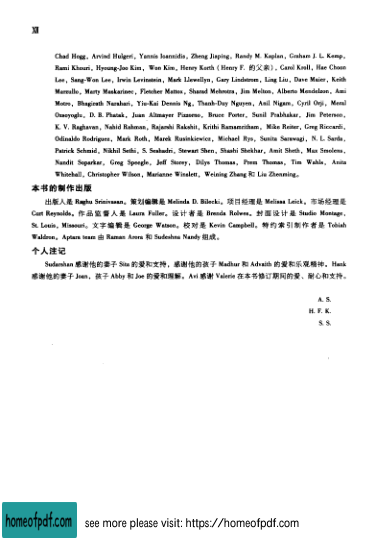 XII
Chad Hogg, Arvind Hulgeri, Yannis Ioannidis, Zheng Jiaping, Randy M. Kaplan, Graham J. L. Kemp,
Rami Khouri, Hyoung-Joo Kim, Won Kim, Henry Korth (Henry F. 的父亲), Carol Kroll, Hae Choon
Lee, Sang-Won Lee, Irwin Levinstein, Mark Llewellyn, Gary Lindstrom, Ling Liu, Dave Maier, Keith
Marzullo, Marty Maskarinec, Fletcher Mattox, Sharad Mehrotra, Jim Melton, Alberto Mendelzon, Ami
Motro, Bhagirath Narahari, Yiu-Kai Dennis Ng, Thanh-Duy Nguyen, Anil Nigam, Cyril Orji, Meral
Ozsoyoglu, D. B. Phatak, Juan Altmayer Pizzorno, Bruce Porter, Sunil Prabhakar, Jim Peterson,
K. V. Raghavan, Nahid Rahman, Rajarshi Rakshit, Krithi Ramamritham, Mike Reiter, Greg Riccardi,
Odinaldo Rodriguez, Mark Roth, Marek Rusinkiewicz, Michael Rys, Sunita Sarawagi, N. L. Sarda,
Patrick Schmid, Nikhil Sethi, S. Seshadri, Stewart Shen, Shashi Shekhar, Amit Sheth, Max Smolens,
Nandit Soparkar, Greg Speegle, Jeff Storey, Dilys Thomas, Prem Thomas, Tim Wahls, Anita
Whitehall, Christopher Wilson, Marianne Winslett, Weining Zhang 和 Liu Zhenming。
本书的制作出版
出版人是 Raghu Srinivasan。策划编辑是 Melinda D. Bilecki。项目经理是 Melissa Leick。市场经理是
Curt Reynolds。作品监督人是 Laura Fuller。设计者是 Brenda Rolwes。封面设计是 Studio Montage,
St. Louis, Missouri。文字编辑是 George Watson。校对是 Kevin Campbell。特约索引制作者是 Tobiah
Waldron。Aptara team 由 Raman Arora 和 Sudeshna Nandy 组成。
个人注记
Sudarshan 感谢他的妻子 Sita 的爱和支持，感谢他的孩子 Madhur 和 Advaith 的爱和乐观精神。Hank
感谢他的妻子 Joan、孩子 Abby 和 Joe 的爱和理解。Avi 感谢 Valerie 在本书修订期间的爱、耐心和支持。
A. S.
H. F. K.
S. S.
homeofpdf.com see more please visit: https://homeofpdf.com